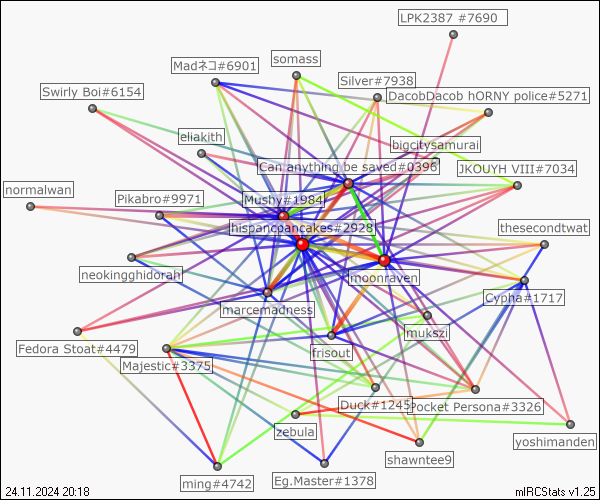 LPK2387 #7690
somass
Madネコ#6901
Silver#7938
Swirly Boi#6154
DacobDacob hORNY police#5271
eliakith
bigcitysamurai
Can anything be saved#0396
JKOUYH VIII#7034
normalwan
Pikabro#9971
Mushy#1984
hispancpancakes#2928
thesecondtwat
neokingghidorah
moonraven
Cypha#1717
marcemadness
mukszi
Fedora Stoat#4479
frisout
Majestic#3375
Duck#1245
Pocket Persona#3326
zebula
yoshimanden
shawntee9
ming#4742
Eg.Master#1378
24.11.2024 20:18
mIRCStats v1.25